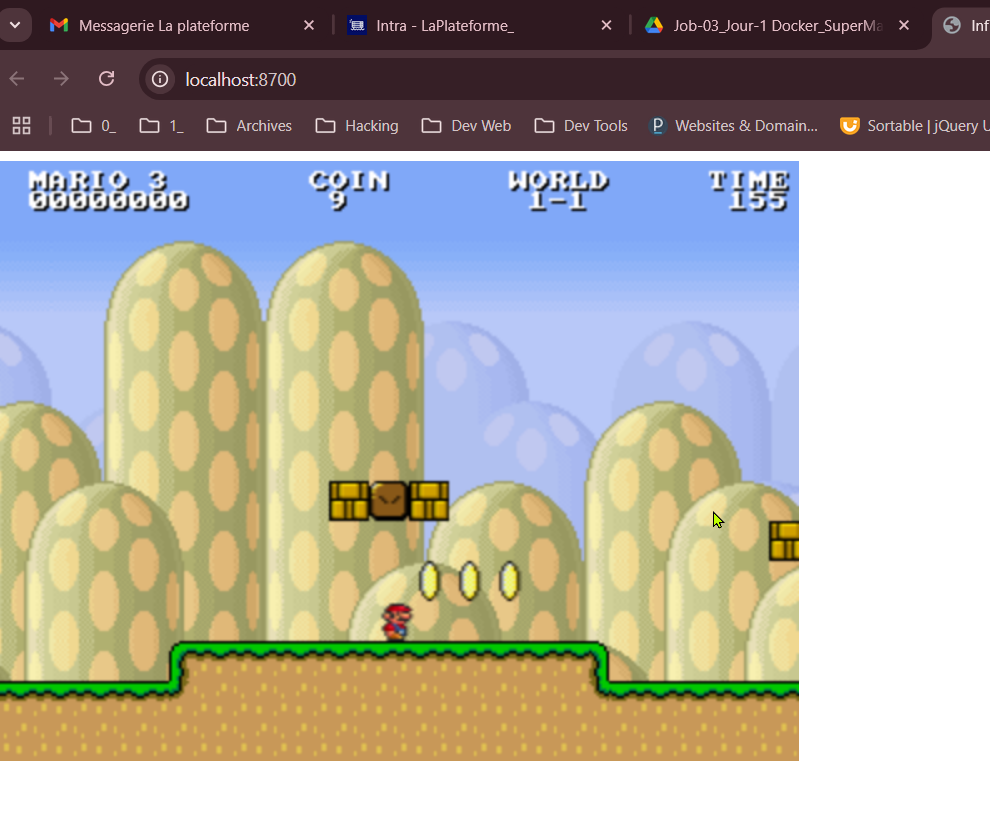 Messagerie La plateforme
Intra - LaPlateforme_
Job-03_Jour-1 Docker_SuperMa
Inf
localhost:8700
0_
1_
Archives
Hacking
Dev Web
Dev Tools
P
Websites & Domain...
Sortable | jQuery U
MARIO 3 COIN WORLD TIME
00000000 9 1-1 155